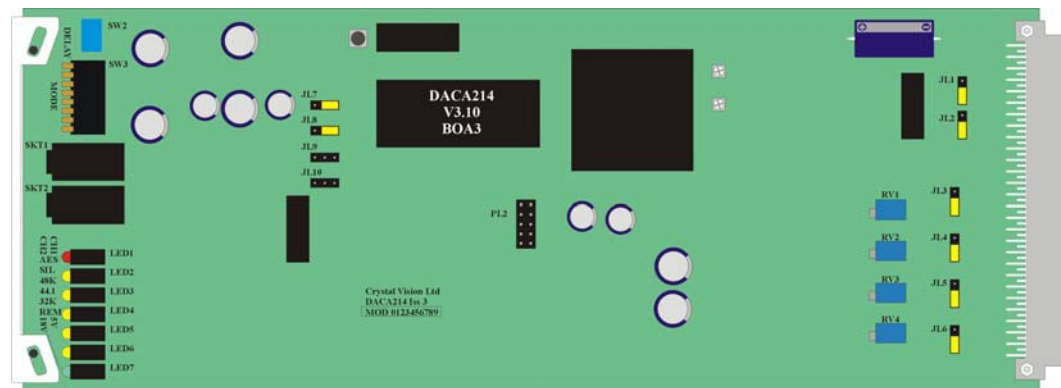 SW2
DELAY
SW3
MODE
SKT1
SKT2
CH1
CH2
AES
SIL
48K
44.1
32K
REM
5V
18V
LED1
LED2
LED3
LED4
LED5
LED6
LED7
JL7
JL8
JL9
JL10
DACA214
V3.10
BOA3
PL2
Crystal Vision Ltd
DACA214 Iss 3
MOD 0123456789
JL1
JL2
RV1
JL3
RV2
JL4
RV3
JL5
RV4
JL6